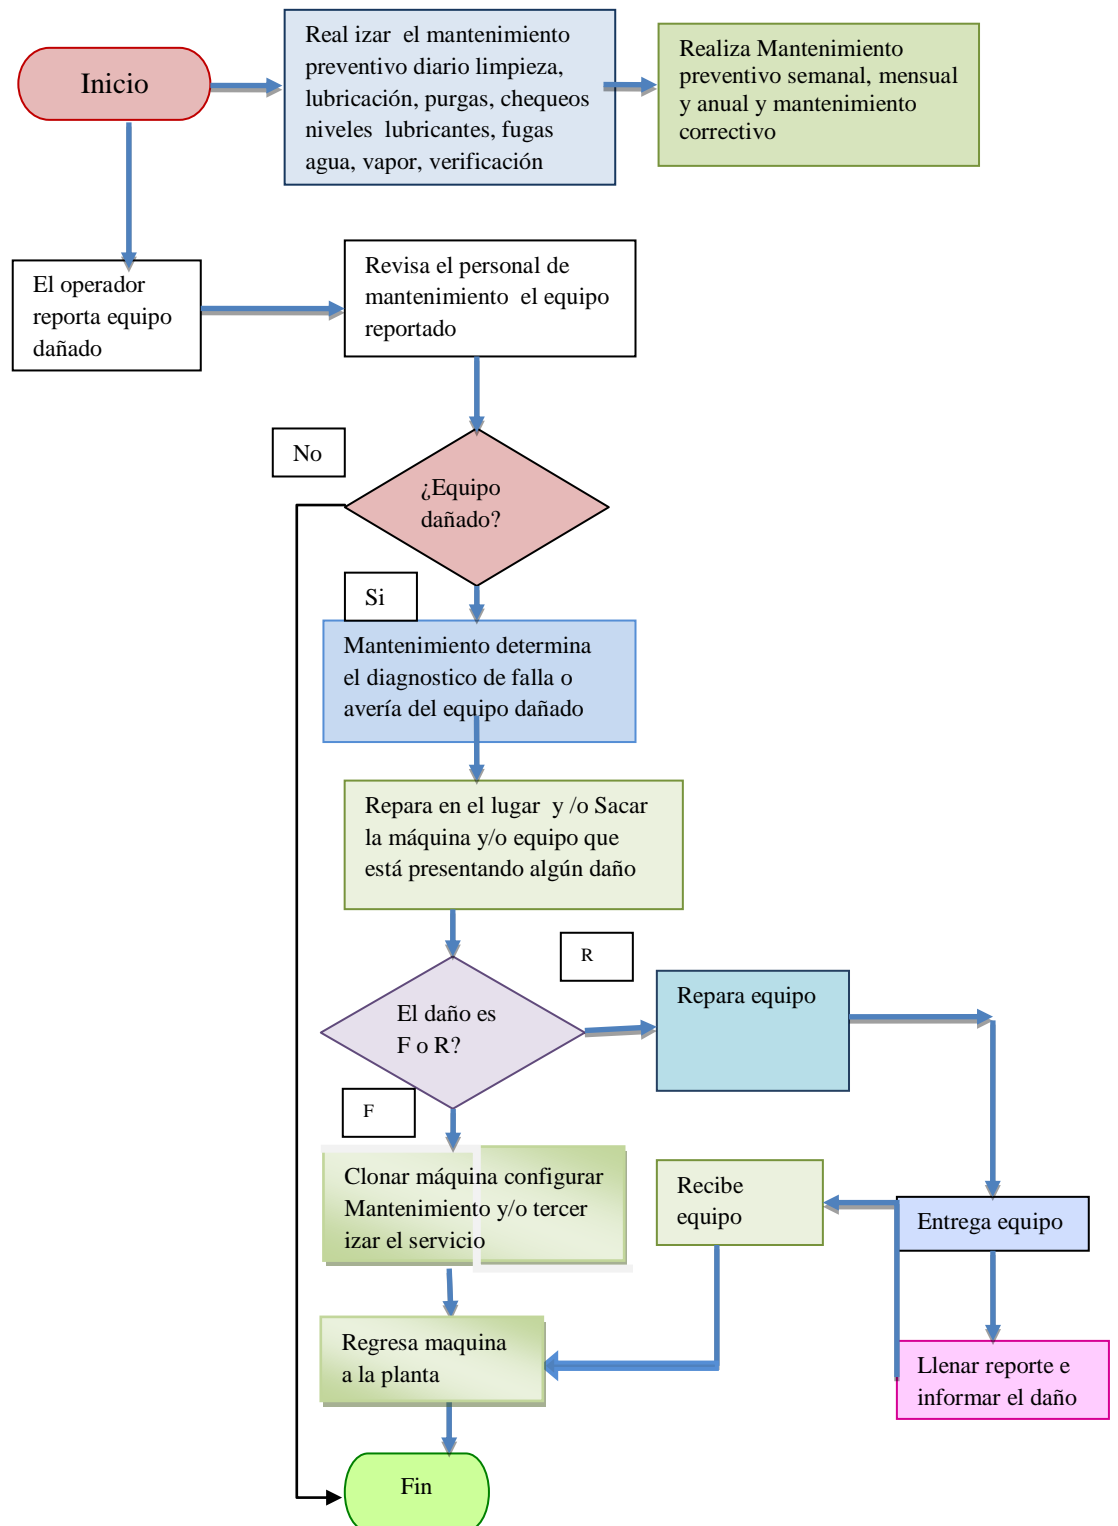 Inicio
Real izar  el mantenimiento
preventivo diario limpieza,
lubricación, purgas, chequeos
niveles  lubricantes, fugas
agua, vapor, verificación
Realiza Mantenimiento
preventivo semanal, mensual
y anual y mantenimiento
correctivo
El operador
reporta equipo
dañado
Revisa el personal de
mantenimiento  el equipo
reportado
No
¿Equipo
dañado?
Si
Mantenimiento determina
el diagnostico de falla o
avería del equipo dañado
Repara en el lugar  y /o Sacar
la máquina y/o equipo que
está presentando algún daño
R
El daño es
F o R?
Repara equipo
F
Clonar máquina configurar
Mantenimiento y/o tercer
izar el servicio
Recibe
equipo
Entrega equipo
Regresa maquina
a la planta
Llenar reporte e
informar el daño
Fin